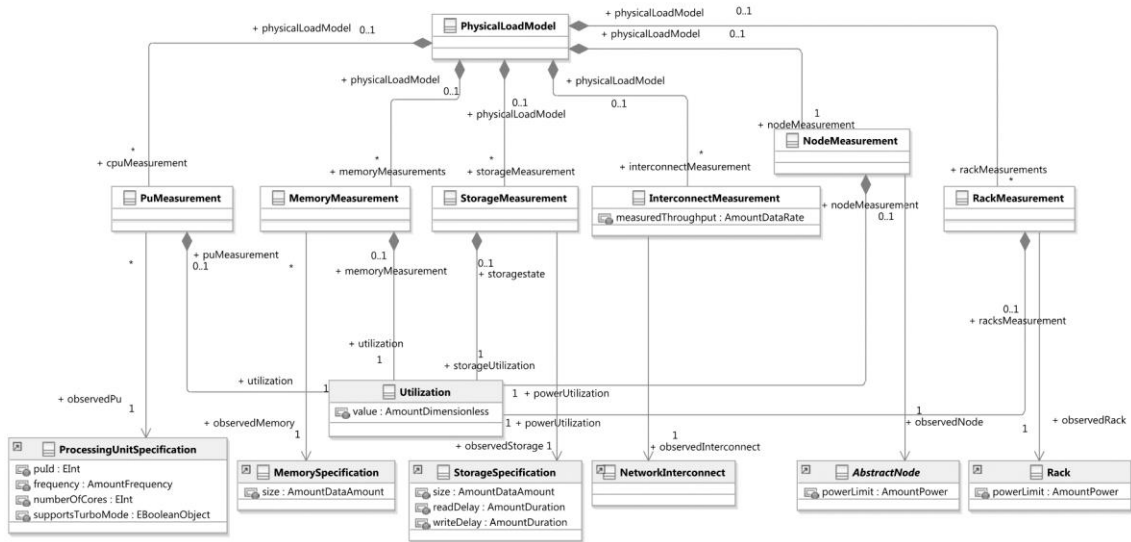 PhysicalLoadModel
+ physicalLoadModel 0..1
+ physicalLoadModel 0..1
+ physicalLoadModel 0..1
+ physicalLoadModel
0..1
0..1
+ physicalLoadModel
+ physicalLoadModel
0..1
1
+ nodeMeasurement
NodeMeasurement
*
+ cpuMeasurement
*
+ memoryMeasurements
*
+ storageMeasurement
*
+ interconnectMeasurement
+ rackMeasurements
*
PuMeasurement
MemoryMeasurement
StorageMeasurement
InterconnectMeasurement
measuredThroughput : AmountDataRate
RackMeasurement
+ nodeMeasurement
0..1
*
+ puMeasurement
0..1
*
0..1
+ memoryMeasurement
0..1
+ storagestate
0..1
+ racksMeasurement
+ utilization
1
1
+ storageUtilization
+ utilization
1
Utilization
value : AmountDimensionless
1 + powerUtilization
1 + powerUtilization
+ observedPu
1
+ observedMemory
1
+ observedStorage 1
1
+ observedInterconnect
1
+ observedNode
1
+ observedRack
1
ProcessingUnitSpecification
puId : EInt
frequency : AmountFrequency
numberOfCores : EInt
supportsTurboMode : EBooleanObject
MemorySpecification
size : AmountDataAmount
StorageSpecification
size : AmountDataAmount
readDelay : AmountDuration
writeDelay : AmountDuration
NetworkInterconnect
AbstractNode
powerLimit : AmountPower
Rack
powerLimit : AmountPower